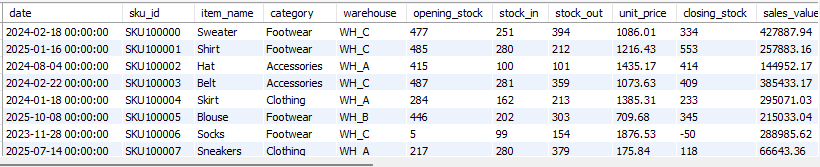 date sku_id item_name category warehouse opening_stock stock_in stock_out unit_price closing_stock sales_value
2024-02-18 00:00:00 SKU100000 Sweater Footwear WH_C 477 251 394 1086.01 334 427887.94
2025-01-16 00:00:00 SKU100001 Shirt Footwear WH_C 485 280 212 1216.43 553 257883.16
2024-08-04 00:00:00 SKU100002 Hat Accessories WH_A 415 100 101 1435.17 414 144952.17
2024-02-22 00:00:00 SKU100003 Belt Accessories WH_C 487 281 359 1073.63 409 385433.17
2024-01-18 00:00:00 SKU100004 Skirt Clothing WH_A 284 162 213 1385.31 233 295071.03
2025-10-08 00:00:00 SKU100005 Blouse Footwear WH_B 446 202 303 709.68 345 215033.04
2023-11-28 00:00:00 SKU100006 Socks Footwear WH_C 5 99 154 1876.53 -50 288985.62
2025-07-14 00:00:00 SKU100007 Sneakers Clothing WH_A 217 280 379 175.84 118 66643.36